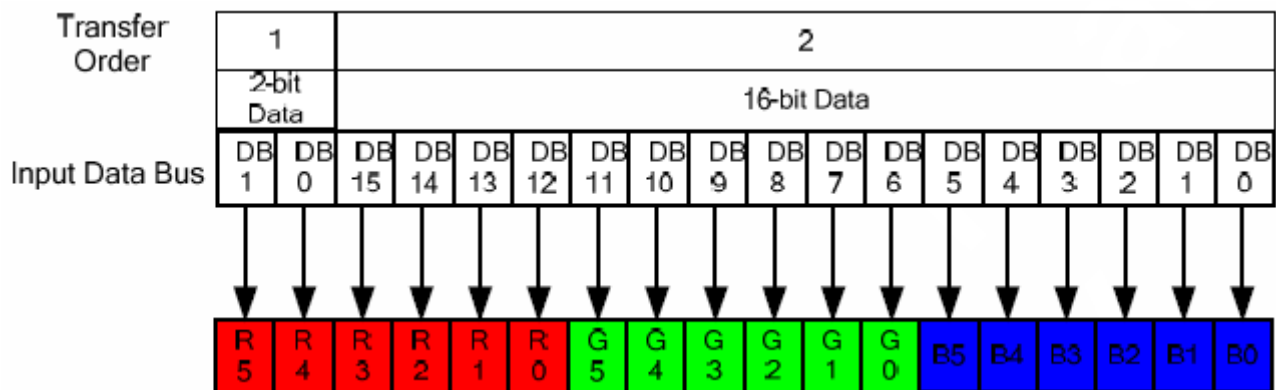 Transfer Order 1 2
2-bit Data 16-bit Data
Input Data Bus DB 1 DB 0 DB 15 DB 14 DB 13 DB 12 DB 11 DB 10 DB 9 DB 8 DB 7 DB 6 DB 5 DB 4 DB 3 DB 2 DB 1 DB 0
R 5 R 4 R 3 R 2 R 1 R 0 G 5 G 4 G 3 G 2 G 1 G 0 B5 B4 B3 B2 B1 B0